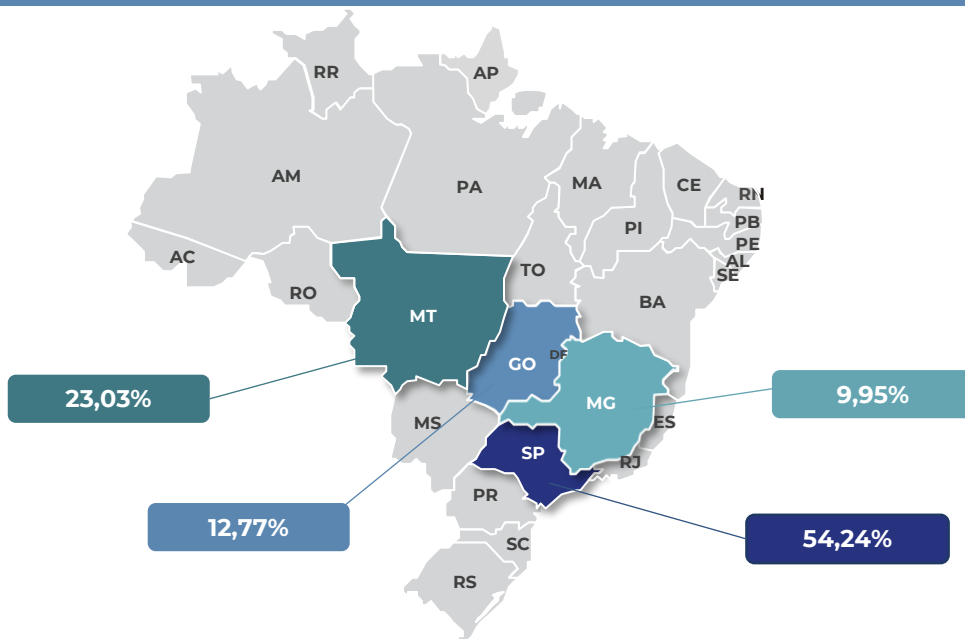 RR
AP
AM
PA
MA
CE
RN
PI
PB
PE
AC
TO
AL
SE
RO
BA
MT
DF
GO
23,03%
9,95%
MG
MS
ES
SP
RJ
PR
12,77%
54,24%
SC
RS